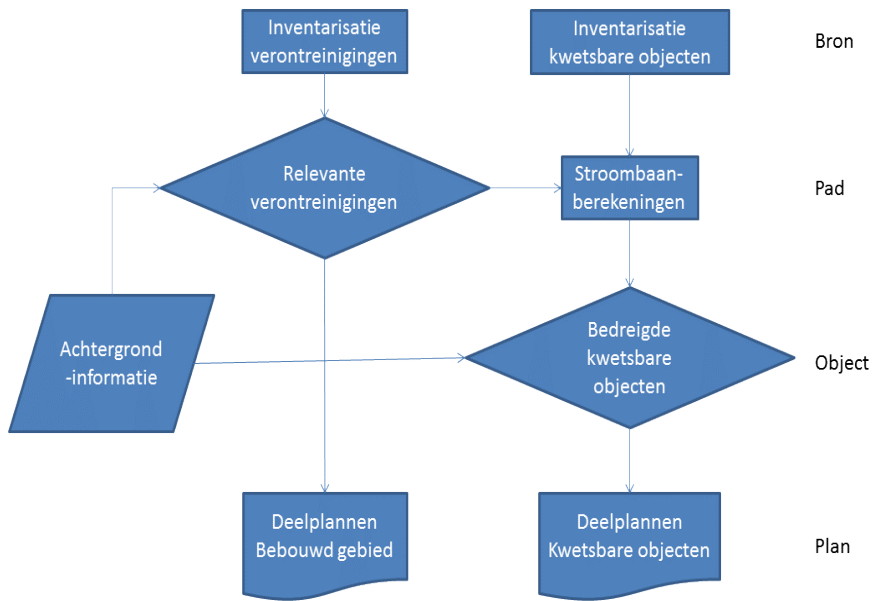 Inventarisatie
verontreinigingen
Inventarisatie
kwetsbare objecten
Bron
Relevante
verontreinigingen
Stroombaan-
berekeningen
Pad
Achtergrond
-informatie
Bedreigde
kwetsbare
objecten
Object
Deelplannen
Bebouwd gebied
Deelplannen
Kwetsbare objecten
Plan